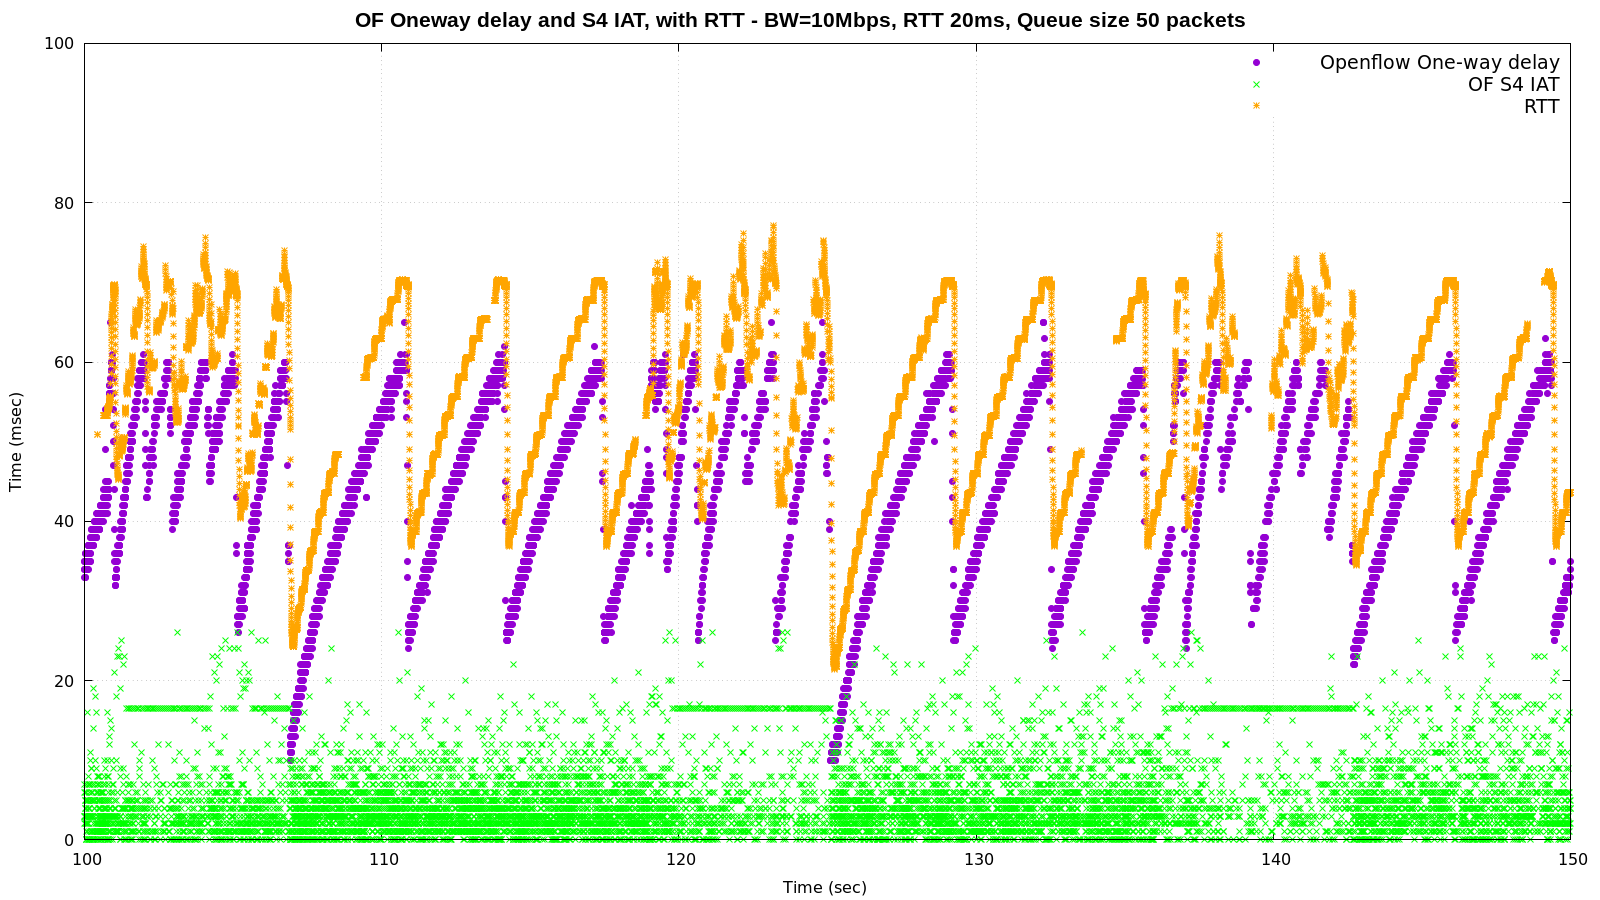 OF Oneway delay and S4 IAT, with RTT - BW=10Mbps, RTT 20ms, Queue size 50 packets
Openflow One-way delay
OF S4 IAT
RTT
100
80
60
40
20
0
Time (msec)
100 110 120 130 140 150
Time (sec)